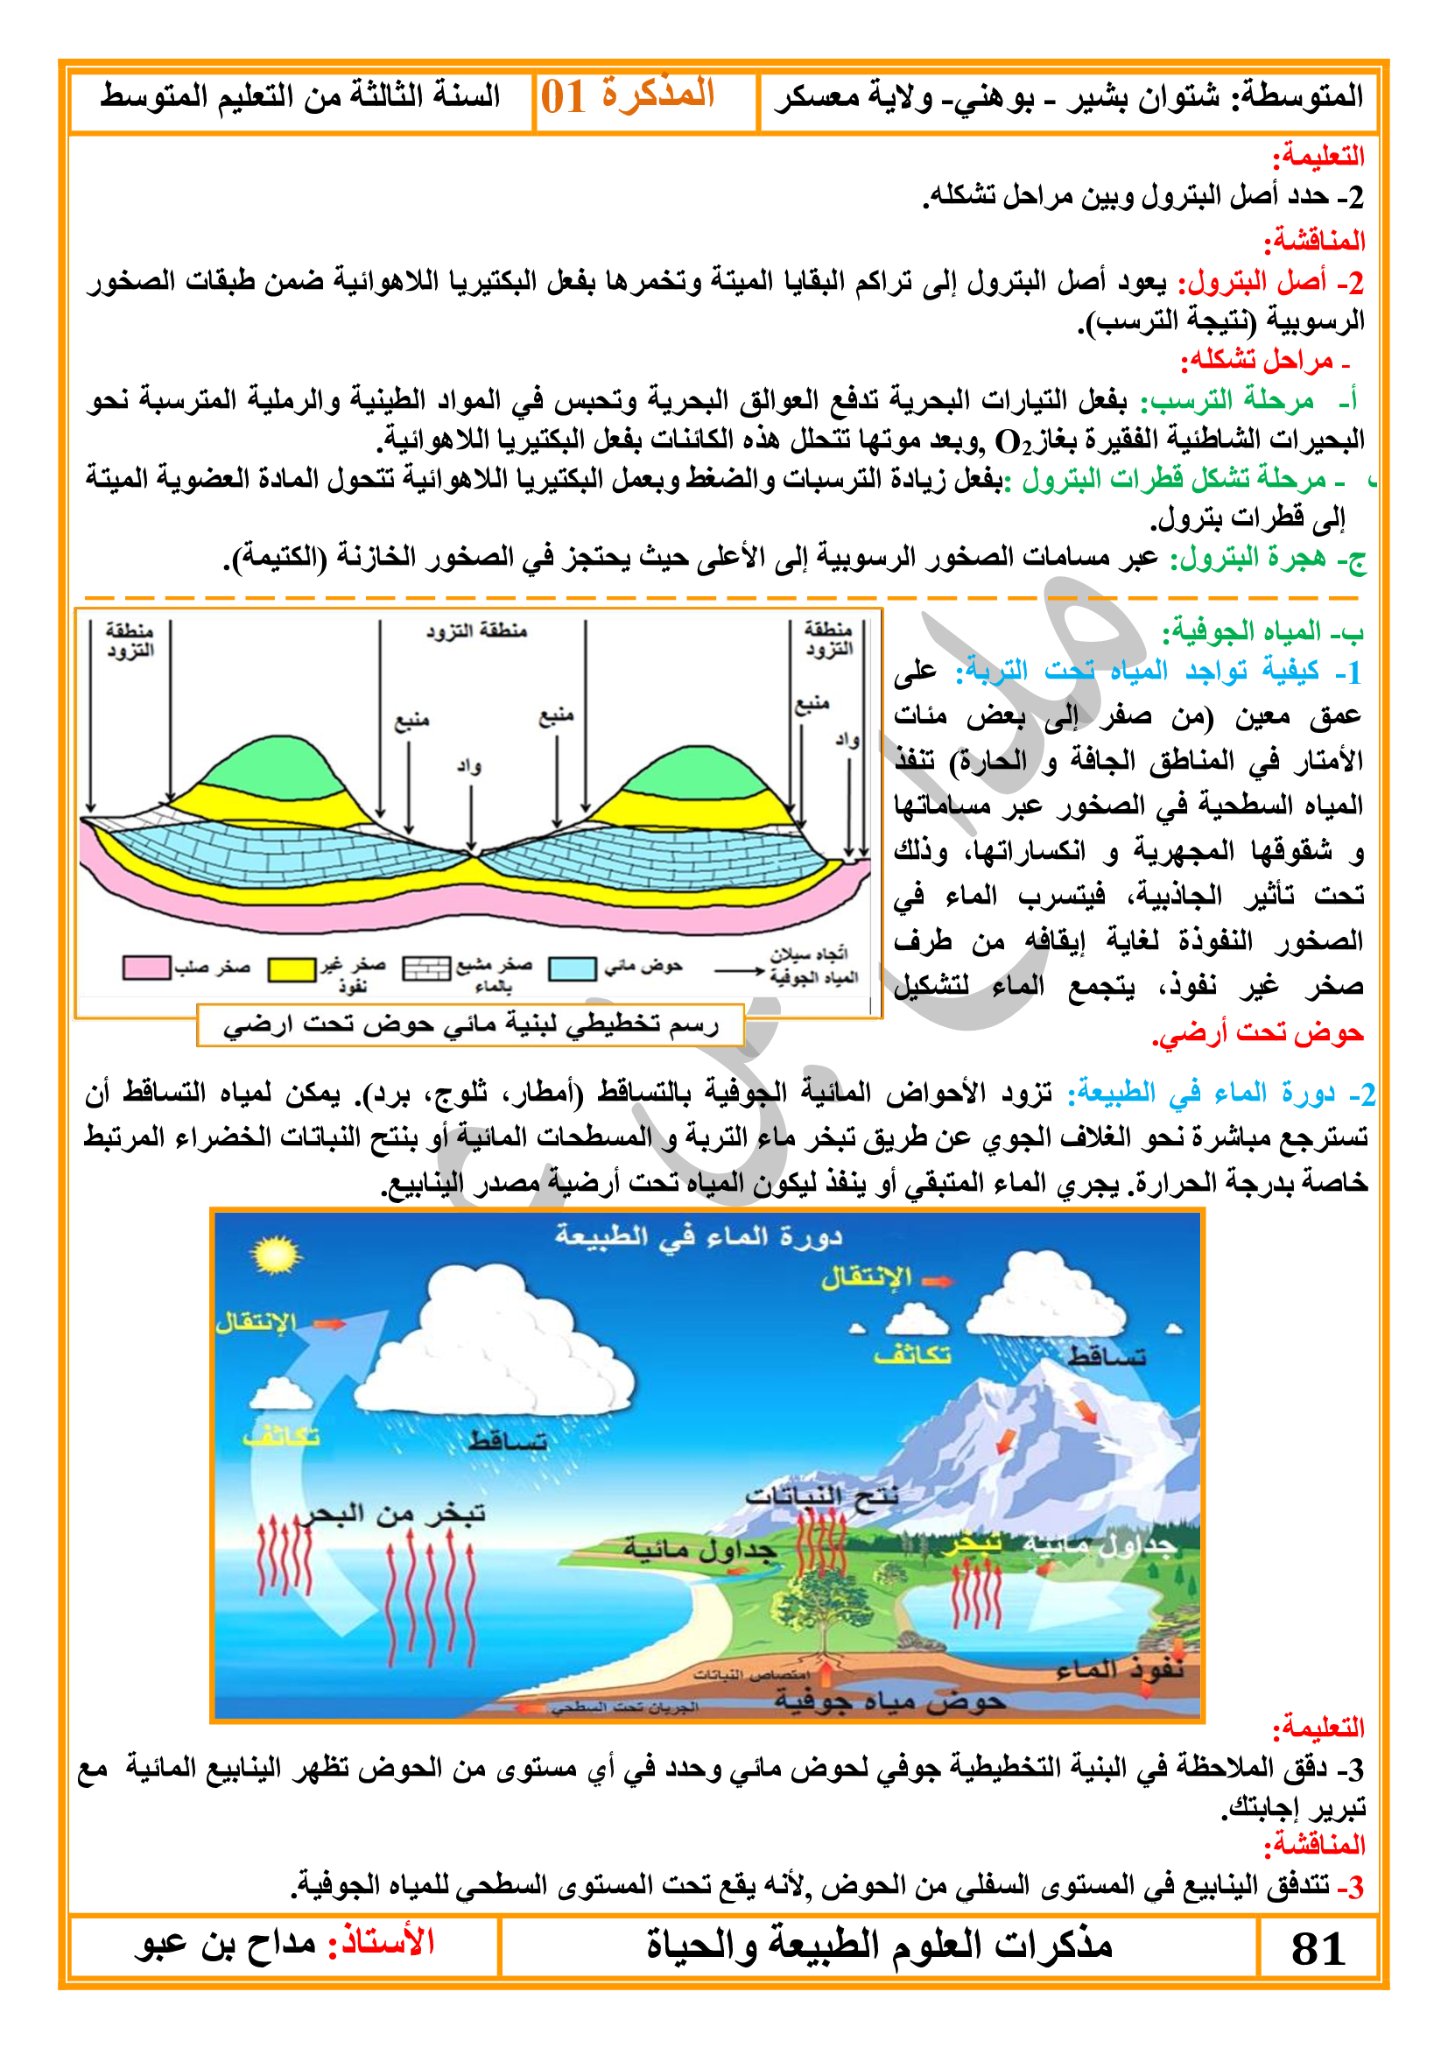 المتوسطة: شتوان بشير - بوهني- ولاية معسكر
المذكرة 01
السنة الثالثة من التعليم المتوسط
التعليمة:
2- حدد أصل البترول وبين مراحل تشكله.
المناقشة:
2- أصل البترول: يعود أصل البترول إلى تراكم البقايا الميتة وتخمرها بفعل البكتيريا اللاهوائية ضمن طبقات الصخور
الرسوبية (نتيجة الترسب).
- مراحل تشكله:
أ- مرحلة الترسب: بفعل التيارات البحرية تدفع العوالق البحرية وتحبس في المواد الطينية والرملية المترسبة نحو
البحيرات الشاطئية الفقيرة بغاز O₂ ,وبعد موتها تتحلل هذه الكائنات بفعل البكتيريا اللاهوائية.
ب - مرحلة تشكل قطرات البترول :بفعل زيادة الترسبات والضغط وبعمل البكتيريا اللاهوائية تتحول المادة العضوية الميتة
إلى قطرات بترول.
ج- هجرة البترول: عبر مسامات الصخور الرسوبية إلى الأعلى حيث يحتجز في الصخور الخازنة (الكتيمة).
ب- المياه الجوفية:
1- كيفية تواجد المياه تحت التربة: على
عمق معين (من صفر إلى بعض مئات
الأمتار في المناطق الجافة و الحارة) تنفذ
المياه السطحية في الصخور عبر مساماتها
و شقوقها المجهرية و انكساراتها، وذلك
تحت تأثير الجاذبية، فيتسرب الماء في
الصخور النفوذة لغاية إيقافه من طرف
صخر غير نفوذ، يتجمع الماء لتشكيل
حوض تحت أرضي.
منطقة التزود
منطقة التزود
منطقة التزود
منبع
واد
منبع
واد
منبع
اتّجاه سيلان المياه الجوفية
حوض مائي
صخر مشبع بالماء
صخر غير نفوذ
صخر صلب
رسم تخطيطي لبنية مائي حوض تحت ارضي
2- دورة الماء في الطبيعة: تزود الأحواض المائية الجوفية بالتساقط (أمطار، ثلوج، برد). يمكن لمياه التساقط أن
تسترجع مباشرة نحو الغلاف الجوي عن طريق تبخر ماء التربة و المسطحات المائية أو بنتح النباتات الخضراء المرتبط
خاصة بدرجة الحرارة. يجري الماء المتبقي أو ينفذ ليكون المياه تحت أرضية مصدر الينابيع.
دورة الماء في الطبيعة
الإنتقال
الإنتقال
تكاثف
تساقط
تكاثف
تساقط
تبخر من البحر
نتح النباتات
جداول مائية
تبخر
جداول مائية
نفوذ الماء
امتصاص النباتات
حوض مياه جوفية
الجريان تحت السطحي
التعليمة:
3- دقق الملاحظة في البنية التخطيطية جوفي لحوض مائي وحدد في أي مستوى من الحوض تظهر الينابيع المائية مع
تبرير إجابتك.
المناقشة:
3- تتدفق الينابيع في المستوى السفلي من الحوض ,لأنه يقع تحت المستوى السطحي للمياه الجوفية.
81
مذكرات العلوم الطبيعة والحياة
الأستاذ: مداح بن عبو